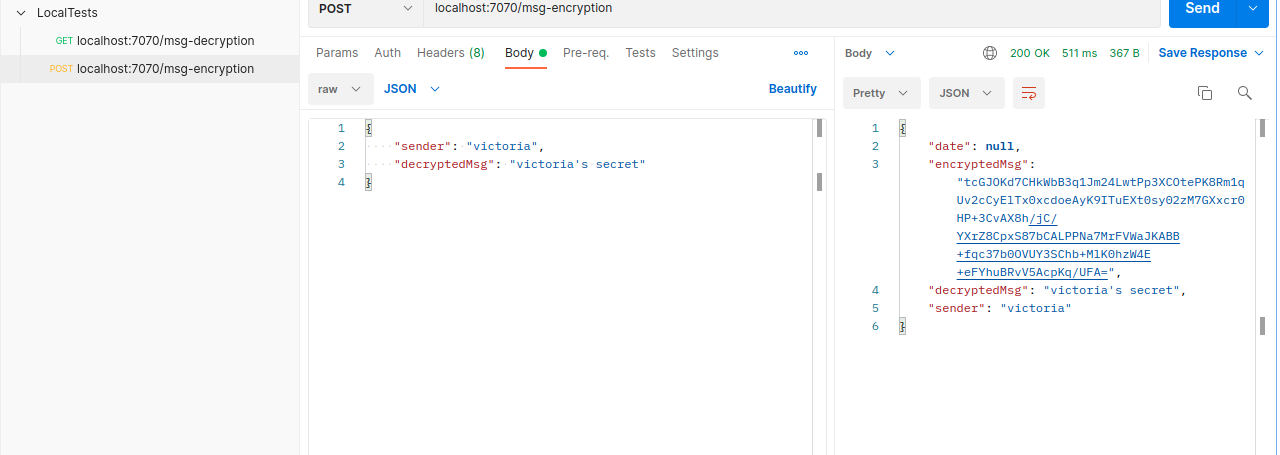 LocalTests
GET localhost:7070/msg-decryption
POST localhost:7070/msg-encryption
POST
localhost:7070/msg-encryption
Send
Params
Auth
Headers (8)
Body
Pre-req.
Tests
Settings
raw
JSON
Beautify
1 {
2 "sender": "victoria",
3 "decryptedMsg": "victoria's secret"
4 }
Body
200 OK
511 ms
367 B
Save Response
Pretty
JSON
1 {
2 "date": null,
3 "encryptedMsg":
"tcGJOKd7CHkWbB3q1Jm24LwtPp3XCOtePK8Rm1q
Uv2cCyElTx0xcdoeAyK9ITuEXt0sy02zM7GXxcr0
HP+3CvAX8h/jC/
YXrZ8CpxS87bCALPPNa7MrFVWaJKABB
+fqc37b0OVUY3SChb+MlK0hzW4E
+eFYhuBRvV5AcpKq/UFA=",
4 "decryptedMsg": "victoria's secret",
5 "sender": "victoria"
6 }